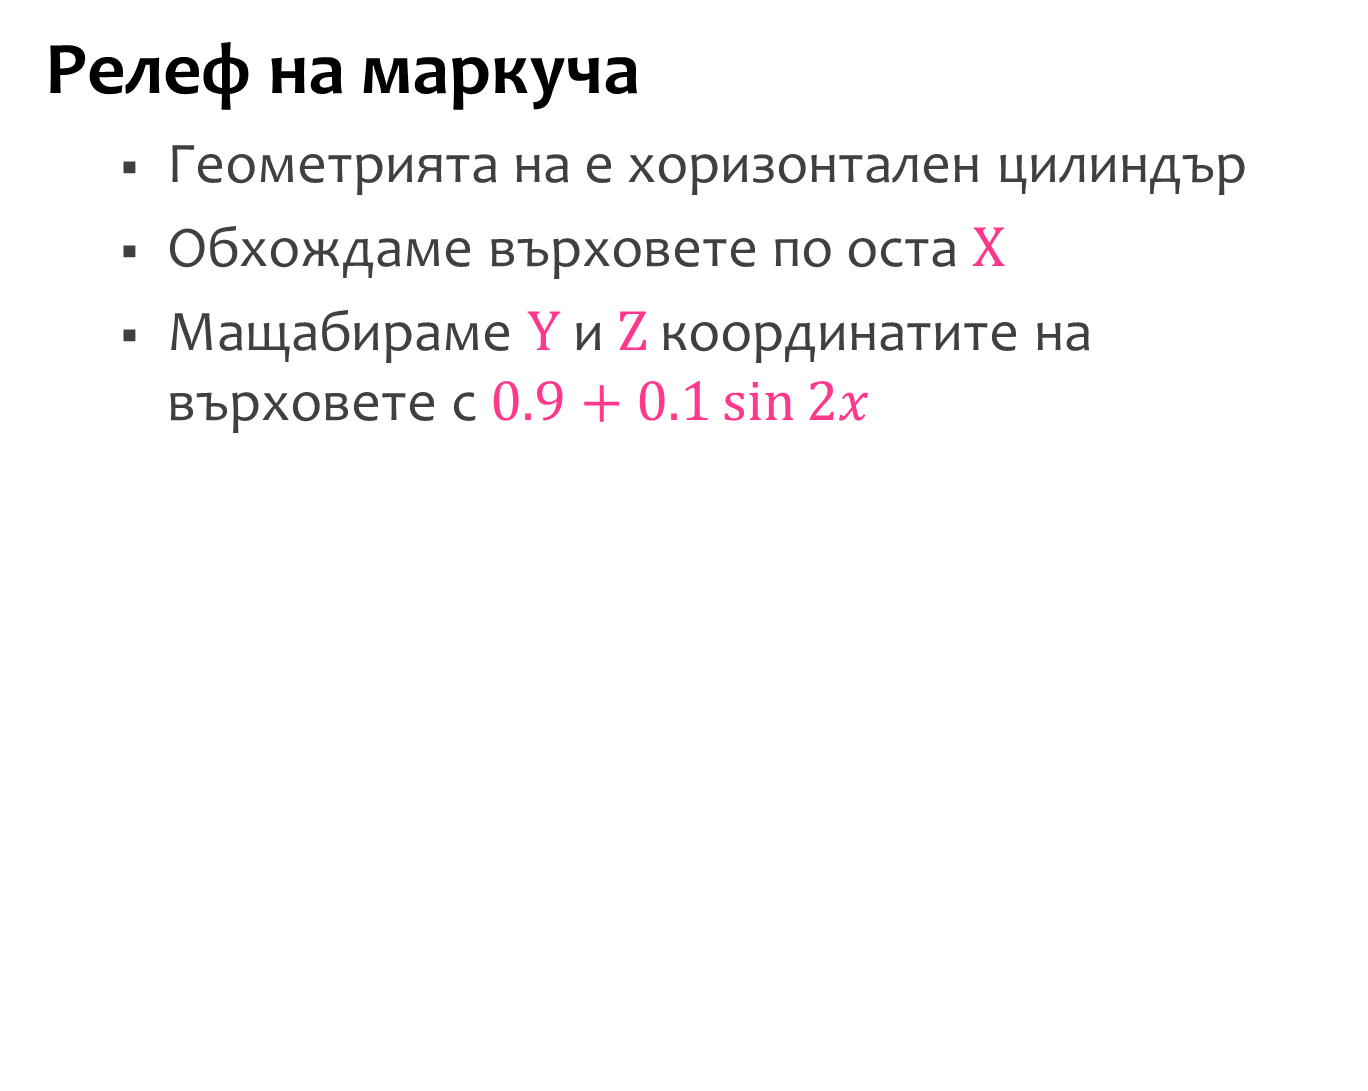 Релеф на маркуча
▪ Геометрията на е хоризонтален цилиндър
▪ Обхождаме върховете по оста X
▪ Мащабираме Y и Z координатите на
върховете с 0.9 + 0.1 sin 2x